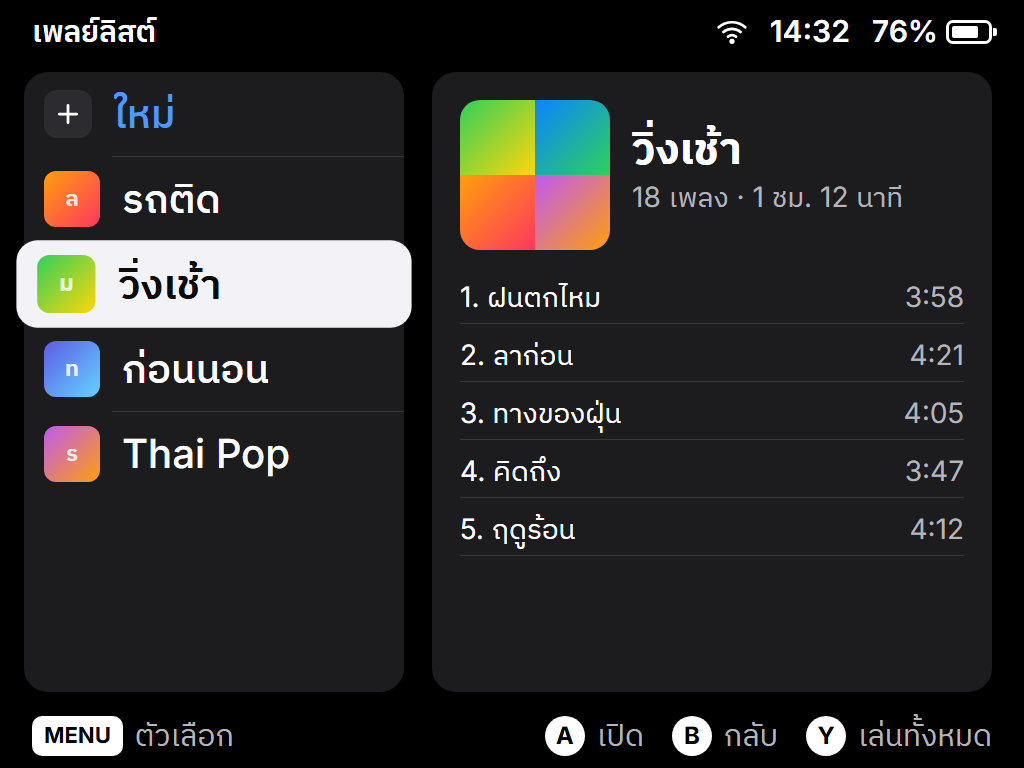 เพลย์ลิสต์
14:32 76%
ใหม่
ล รถติด
ม วิ่งเช้า
ก ก่อนนอน
ร Thai Pop
วิ่งเช้า
18 เพลง · 1 ชม. 12 นาที
1. ฝนตกไหม 3:58
2. ลาก่อน 4:21
3. ทางของฝุ่น 4:05
4. คิดถึง 3:47
5. ฤดูร้อน 4:12
MENU ตัวเลือก
A เปิด B กลับ Y เล่นทั้งหมด